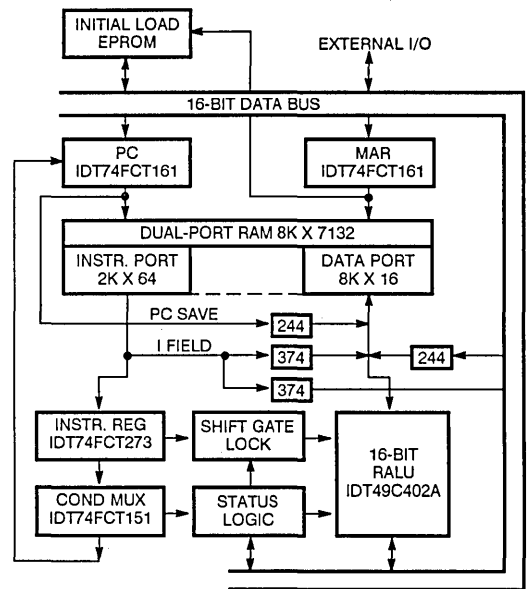 INITIAL LOAD
EPROM
EXTERNAL I/O
16-BIT DATA BUS
PC
IDT74FCT161
MAR
IDT74FCT161
DUAL-PORT RAM 8K X 7132
INSTR. PORT
2K X 64
DATA PORT
8K X 16
PC SAVE
244
I FIELD
374
244
374
INSTR. REG
IDT74FCT273
SHIFT GATE
LOCK
16-BIT
RALU
IDT49C402A
COND MUX
IDT74FCT151
STATUS
LOGIC